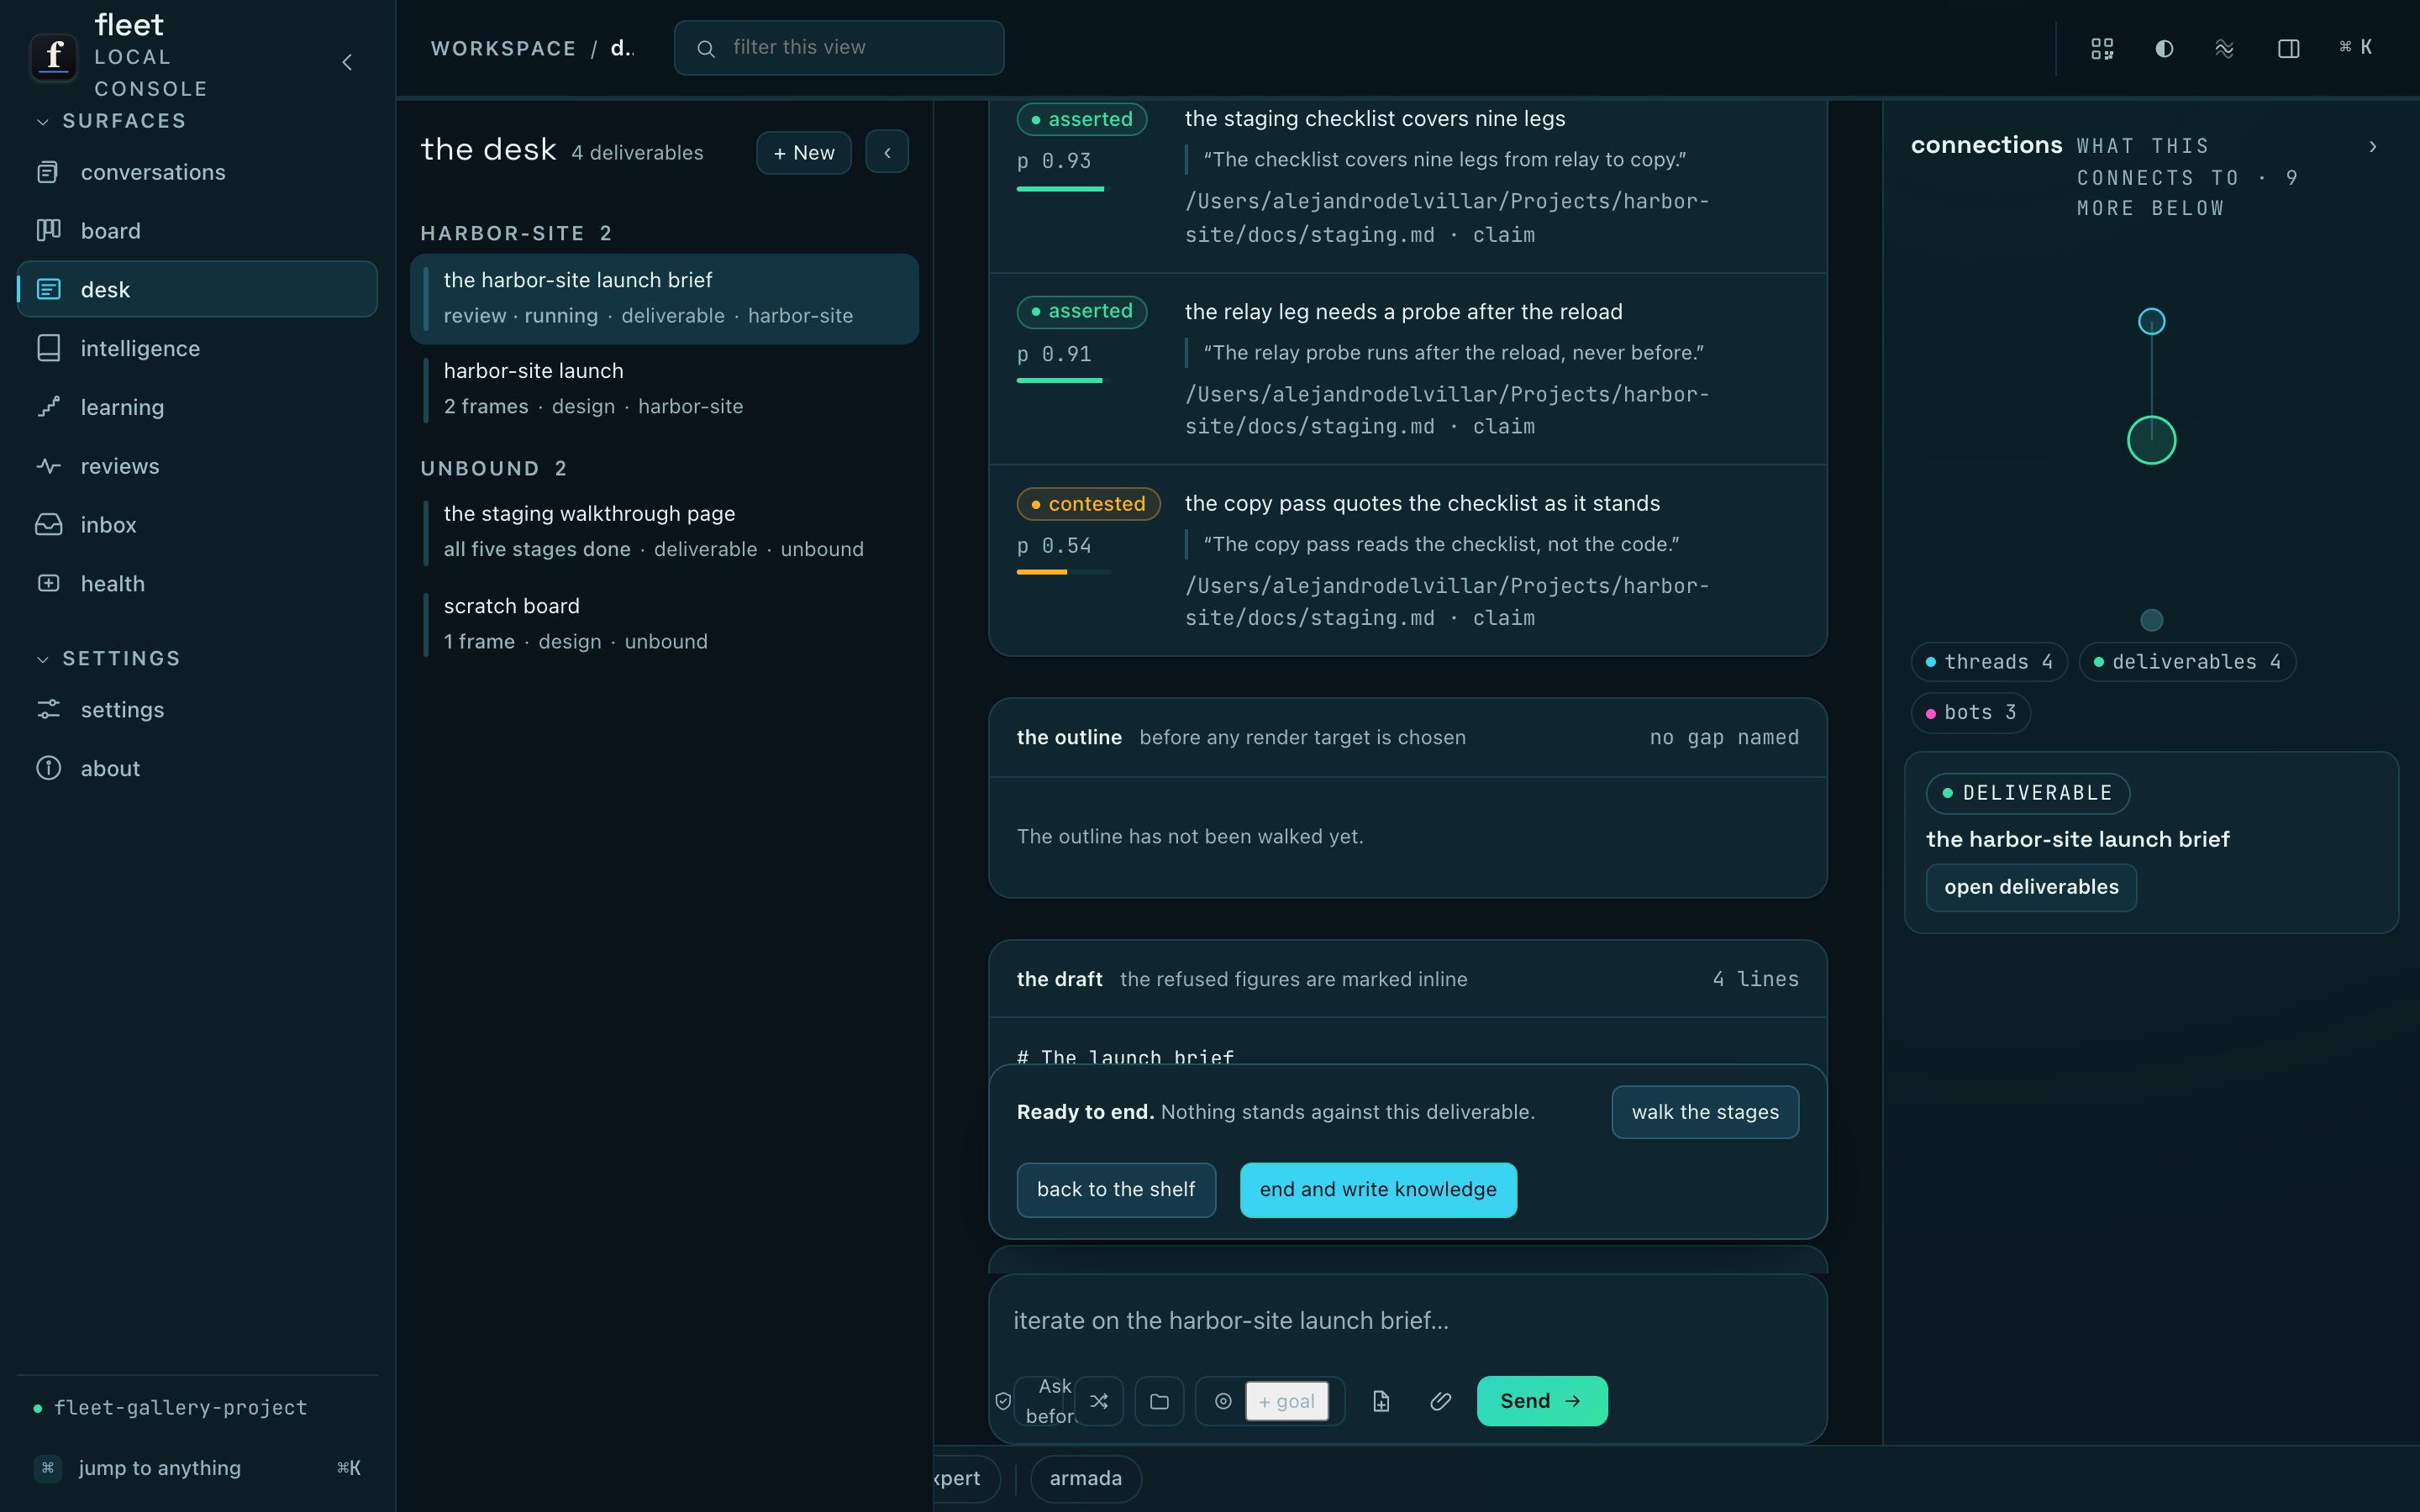 fleet
LOCAL
CONSOLE
SURFACES
conversations
board
desk
intelligence
learning
reviews
inbox
health
SETTINGS
settings
about
fleet-gallery-project
jump to anything ⌘K
WORKSPACE / d..
filter this view
⌘ K
the desk 4 deliverables + New
HARBOR-SITE 2
the harbor-site launch brief
review · running · deliverable · harbor-site
harbor-site launch
2 frames · design · harbor-site
UNBOUND 2
the staging walkthrough page
all five stages done · deliverable · unbound
scratch board
1 frame · design · unbound
asserted the staging checklist covers nine legs
p 0.93 “The checklist covers nine legs from relay to copy.”
/Users/alejandrodelvillar/Projects/harbor-
site/docs/staging.md · claim
asserted the relay leg needs a probe after the reload
p 0.91 “The relay probe runs after the reload, never before.”
/Users/alejandrodelvillar/Projects/harbor-
site/docs/staging.md · claim
contested the copy pass quotes the checklist as it stands
p 0.54 “The copy pass reads the checklist, not the code.”
/Users/alejandrodelvillar/Projects/harbor-
site/docs/staging.md · claim
the outline before any render target is chosen no gap named
The outline has not been walked yet.
the draft the refused figures are marked inline 4 lines
# The launch brief
Ready to end. Nothing stands against this deliverable. walk the stages
back to the shelf end and write knowledge
iterate on the harbor-site launch brief...
Ask
befor
+ goal
Send →
xpert armada
connections WHAT THIS
CONNECTS TO · 9
MORE BELOW
threads 4 deliverables 4
bots 3
DELIVERABLE
the harbor-site launch brief
open deliverables